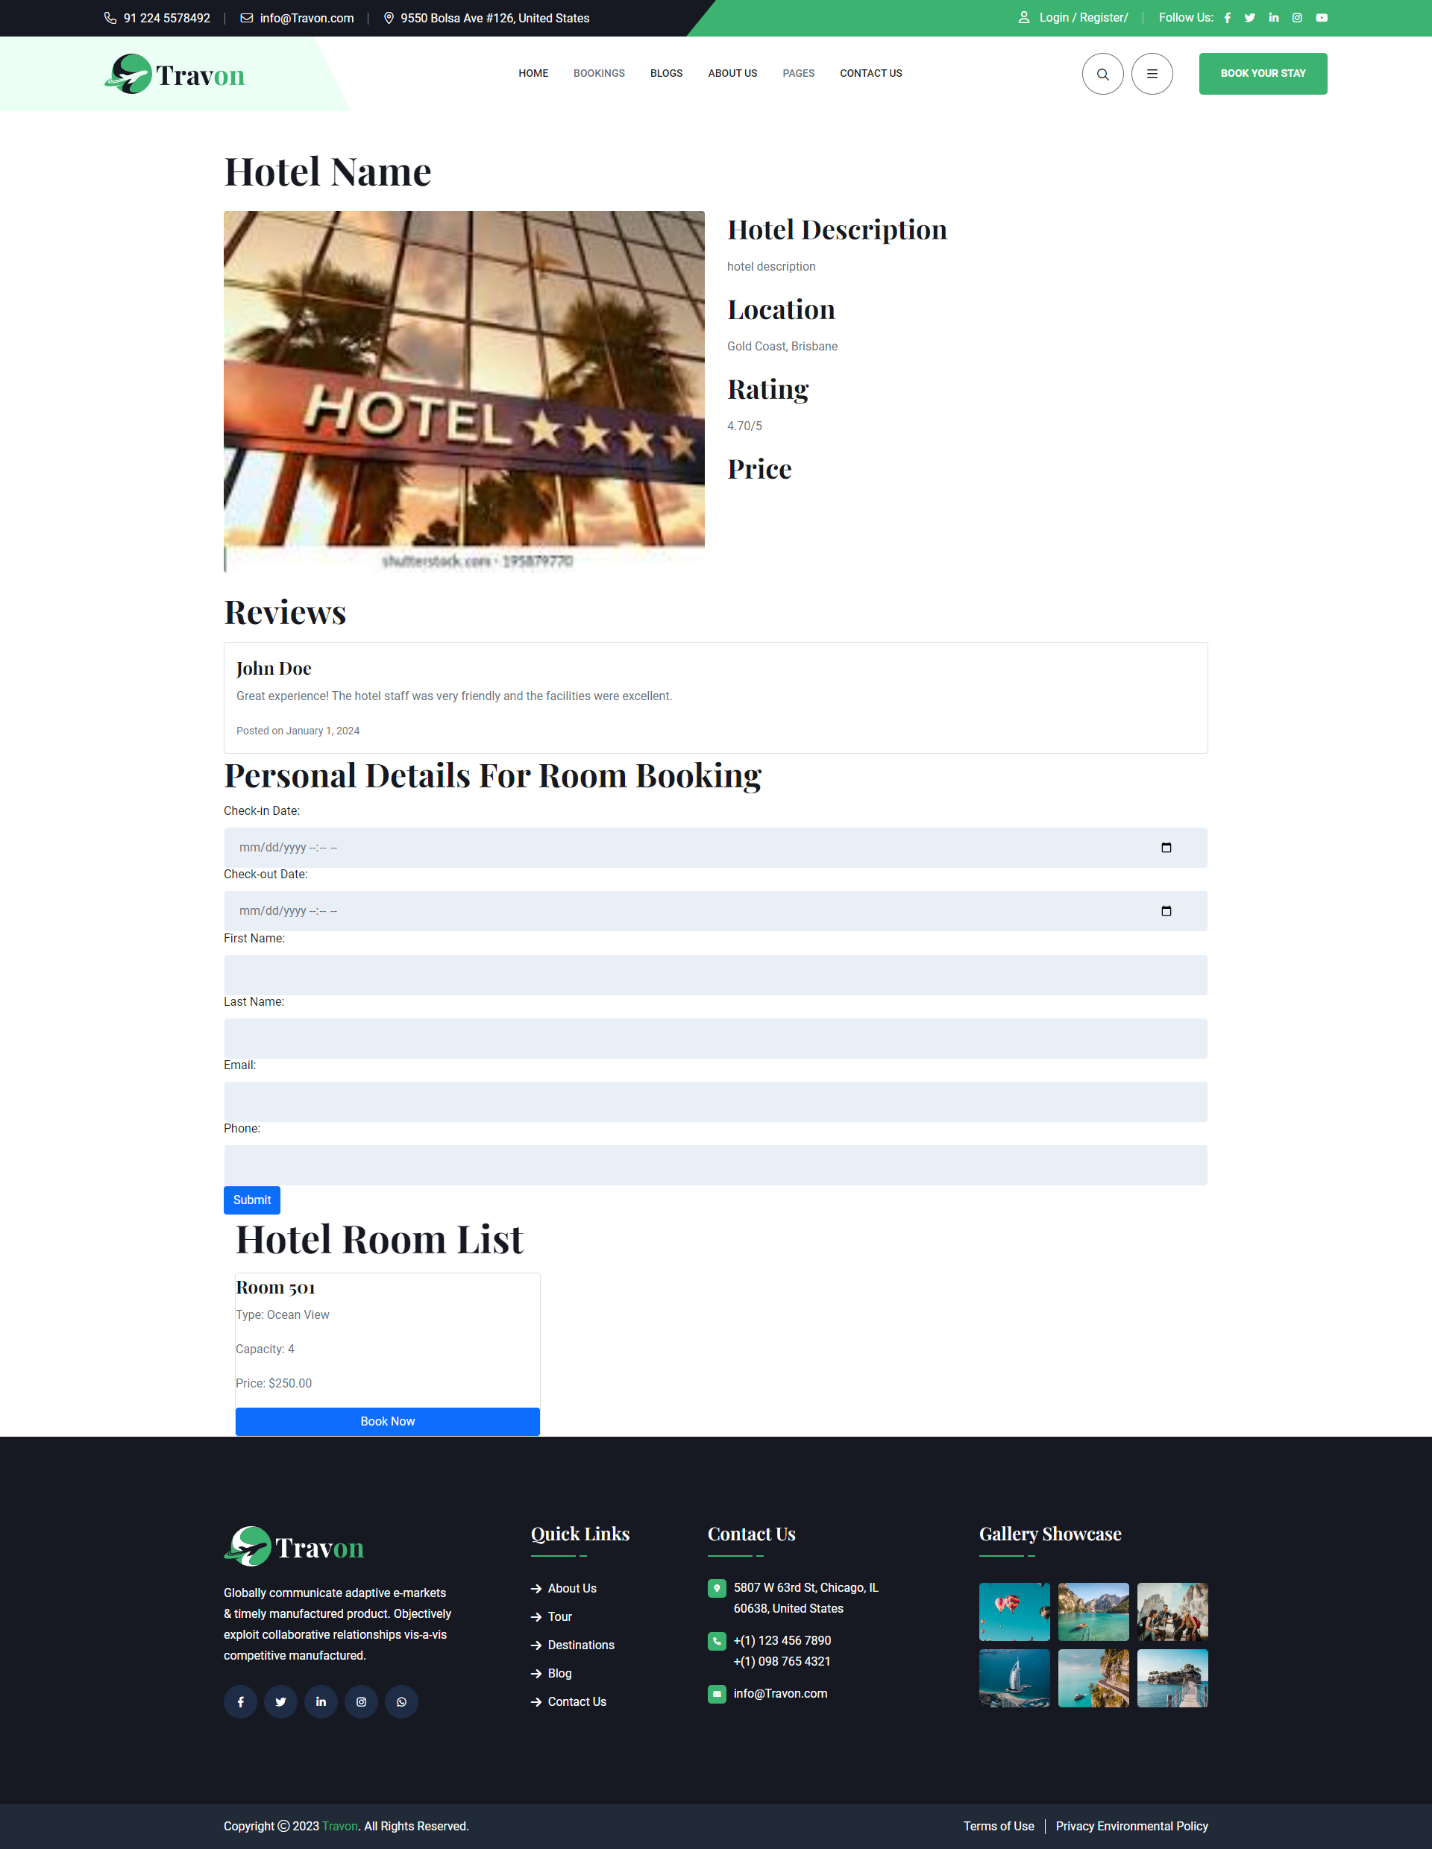 91 224 5578492
info@Travon.com
9550 Bolsa Ave #126, United States
Login / Register/
Follow Us:
Travon
HOME
BOOKINGS
BLOGS
ABOUT US
PAGES
CONTACT US
BOOK YOUR STAY
Hotel Name
HOTEL
shutterstock.com · 195879770
Hotel Description
hotel description
Location
Gold Coast, Brisbane
Rating
4.70/5
Price
Reviews
John Doe
Great experience! The hotel staff was very friendly and the facilities were excellent.
Posted on January 1, 2024
Personal Details For Room Booking
Check-in Date:
mm/dd/yyyy --:-- --
Check-out Date:
mm/dd/yyyy --:-- --
First Name:
Last Name:
Email:
Phone:
Submit
Hotel Room List
Room 501
Type: Ocean View
Capacity: 4
Price: $250.00
Book Now
Travon
Globally communicate adaptive e-markets
& timely manufactured product. Objectively
exploit collaborative relationships vis-a-vis
competitive manufactured.
Quick Links
About Us
Tour
Destinations
Blog
Contact Us
Contact Us
5807 W 63rd St, Chicago, IL
60638, United States
+(1) 123 456 7890
+(1) 098 765 4321
info@Travon.com
Gallery Showcase
Copyright © 2023 Travon. All Rights Reserved.
Terms of Use
Privacy Environmental Policy